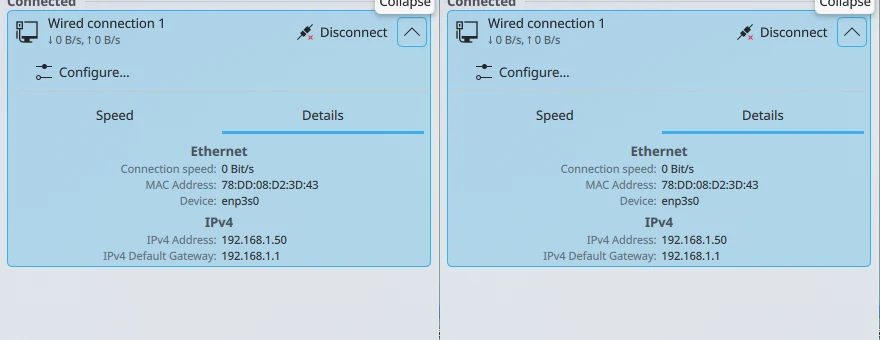 Connected
Collapse
Wired connection 1
↓ 0 B/s, ↑ 0 B/s
Disconnect
Configure...
Speed
Details
Ethernet
Connection speed: 0 Bit/s
MAC Address: 78:DD:08:D2:3D:43
Device: enp3s0
IPv4
IPv4 Address: 192.168.1.50
IPv4 Default Gateway: 192.168.1.1
Connected
Collapse
Wired connection 1
↓ 0 B/s, ↑ 0 B/s
Disconnect
Configure...
Speed
Details
Ethernet
Connection speed: 0 Bit/s
MAC Address: 78:DD:08:D2:3D:43
Device: enp3s0
IPv4
IPv4 Address: 192.168.1.50
IPv4 Default Gateway: 192.168.1.1